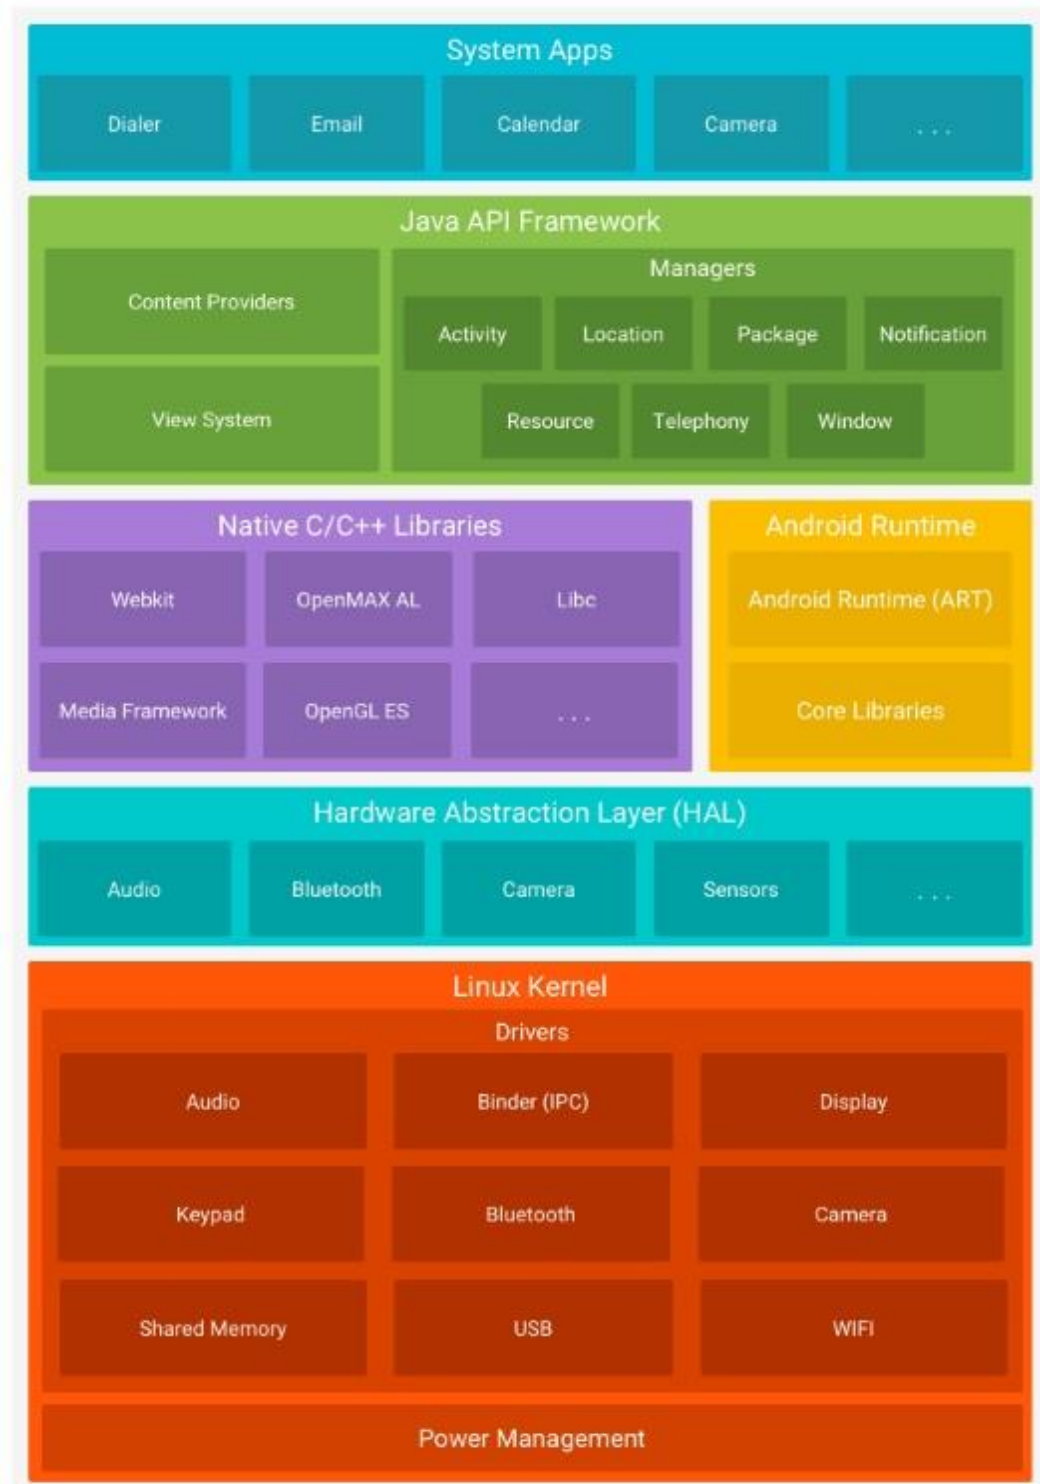 System Apps
Dialer Email Calendar Camera . . .
Java API Framework
Content Providers
View System
Managers
Activity Location Package Notification
Resource Telephony Window
Native C/C++ Libraries
Webkit OpenMAX AL Libc
Media Framework OpenGL ES . . .
Android Runtime
Android Runtime (ART)
Core Libraries
Hardware Abstraction Layer (HAL)
Audio Bluetooth Camera Sensors . . .
Linux Kernel
Drivers
Audio Binder (IPC) Display
Keypad Bluetooth Camera
Shared Memory USB WIFI
Power Management